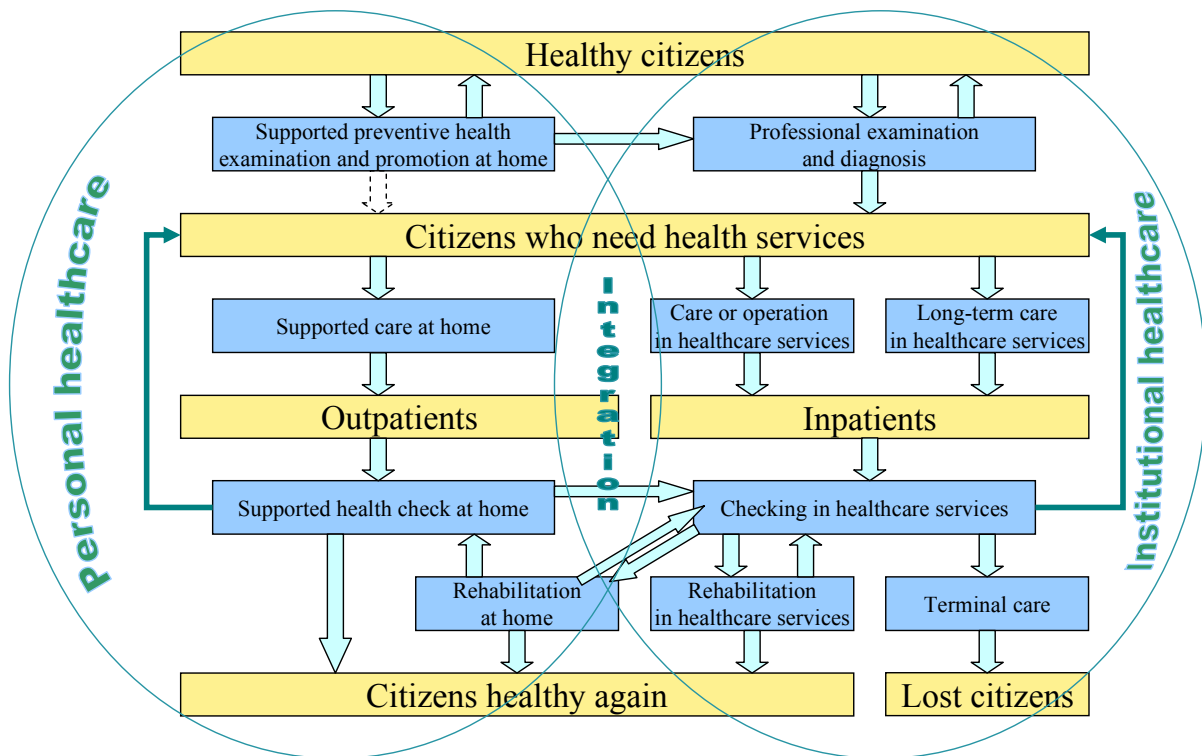 Healthy citizens
Supported preventive health
examination and promotion at home
Professional examination
and diagnosis
Personal healthcare
Institutional healthcare
Citizens who need health services
Integration
Supported care at home
Care or operation
in healthcare services
Long-term care
in healthcare services
Outpatients
Inpatients
Supported health check at home
Checking in healthcare services
Rehabilitation
at home
Rehabilitation
in healthcare services
Terminal care
Citizens healthy again
Lost citizens